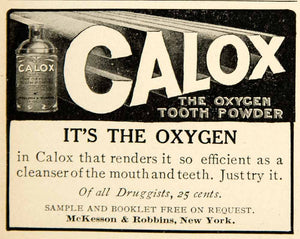 CALOX
CALOX
THE OXYGEN
TOOTH POWDER
IT'S THE OXYGEN
in Calox that renders it so efficient as a
cleanser of the mouth and teeth. Just try it.
Of all Druggists, 25 cents.
SAMPLE AND BOOKLET FREE ON REQUEST.
McKesson & Robbins, New York.